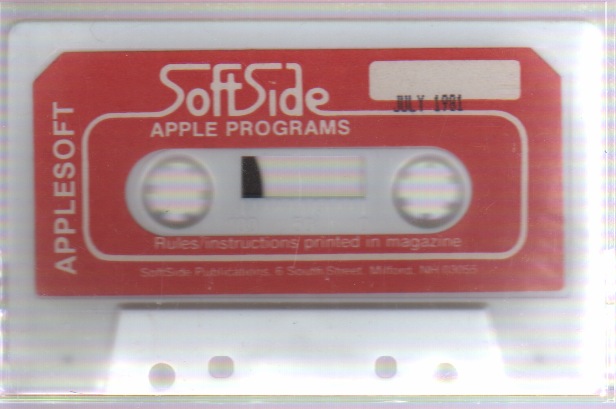 SoftSide
JULY 1981
APPLE PROGRAMS
APPLESOFT
Rules/instructions printed in magazine
SoftSide Publications, 6 South Street, Milford, NH 03055